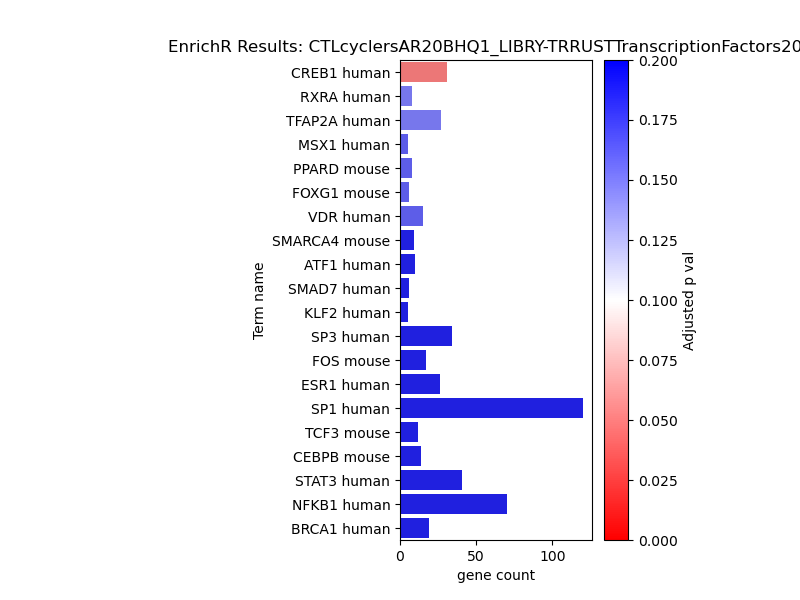 EnrichR Results: CTLcyclersAR20BHQ1_LIBRY-TRRUSTTranscriptionFactors20
CREB1 human
RXRA human
TFAP2A human
MSX1 human
PPARD mouse
FOXG1 mouse
VDR human
SMARCA4 mouse
ATF1 human
SMAD7 human
KLF2 human
SP3 human
FOS mouse
ESR1 human
SP1 human
TCF3 mouse
CEBPB mouse
STAT3 human
NFKB1 human
BRCA1 human
Term name
0 50 100
gene count
0.200
0.175
0.150
0.125
0.100
0.075
0.050
0.025
0.000
Adjusted p val